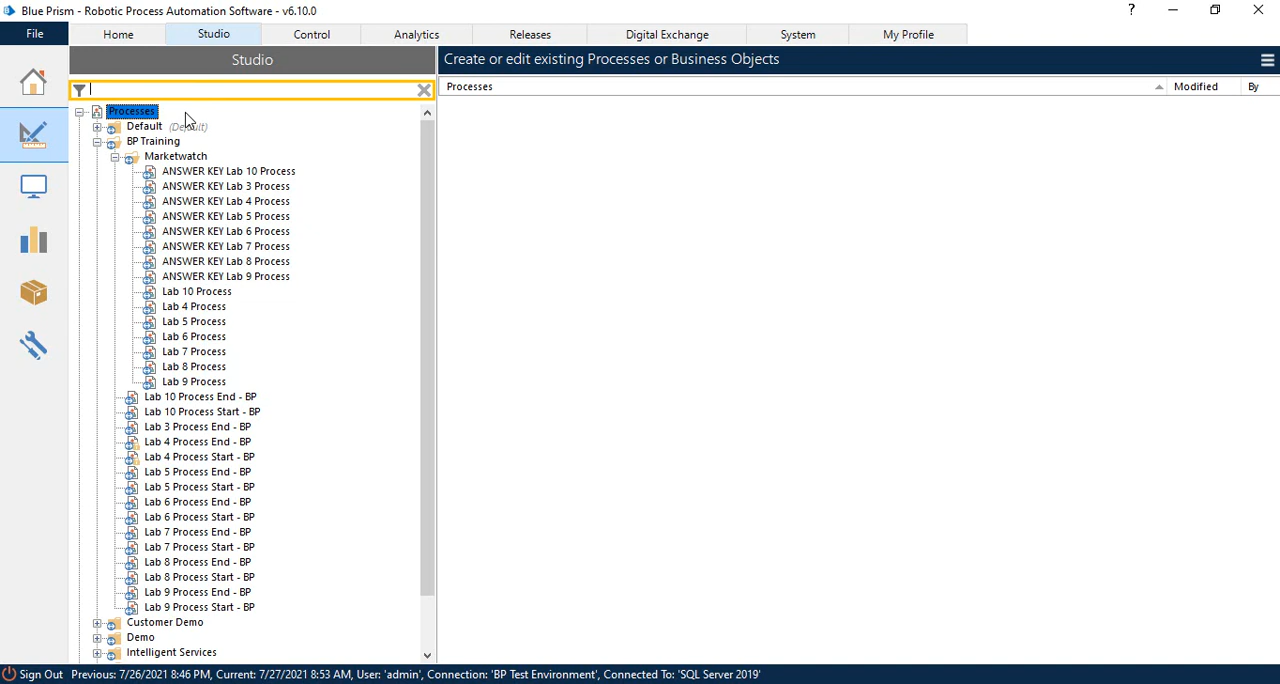 Blue Prism - Robotic Process Automation Software - v6.10.0
?
File Home Studio Control Analytics Releases Digital Exchange System My Profile
Studio
Create or edit existing Processes or Business Objects
Processes Modified By
Processes
Default (Default)
BP Training
Marketwatch
ANSWER KEY Lab 10 Process
ANSWER KEY Lab 3 Process
ANSWER KEY Lab 4 Process
ANSWER KEY Lab 5 Process
ANSWER KEY Lab 6 Process
ANSWER KEY Lab 7 Process
ANSWER KEY Lab 8 Process
ANSWER KEY Lab 9 Process
Lab 10 Process
Lab 4 Process
Lab 5 Process
Lab 6 Process
Lab 7 Process
Lab 8 Process
Lab 9 Process
Lab 10 Process End - BP
Lab 10 Process Start - BP
Lab 3 Process End - BP
Lab 4 Process End - BP
Lab 4 Process Start - BP
Lab 5 Process End - BP
Lab 5 Process Start - BP
Lab 6 Process End - BP
Lab 6 Process Start - BP
Lab 7 Process End - BP
Lab 7 Process Start - BP
Lab 8 Process End - BP
Lab 8 Process Start - BP
Lab 9 Process End - BP
Lab 9 Process Start - BP
Customer Demo
Demo
Intelligent Services
Sign Out Previous: 7/26/2021 8:46 PM, Current: 7/27/2021 8:53 AM, User: 'admin', Connection: 'BP Test Environment', Connected To: 'SQL Server 2019'